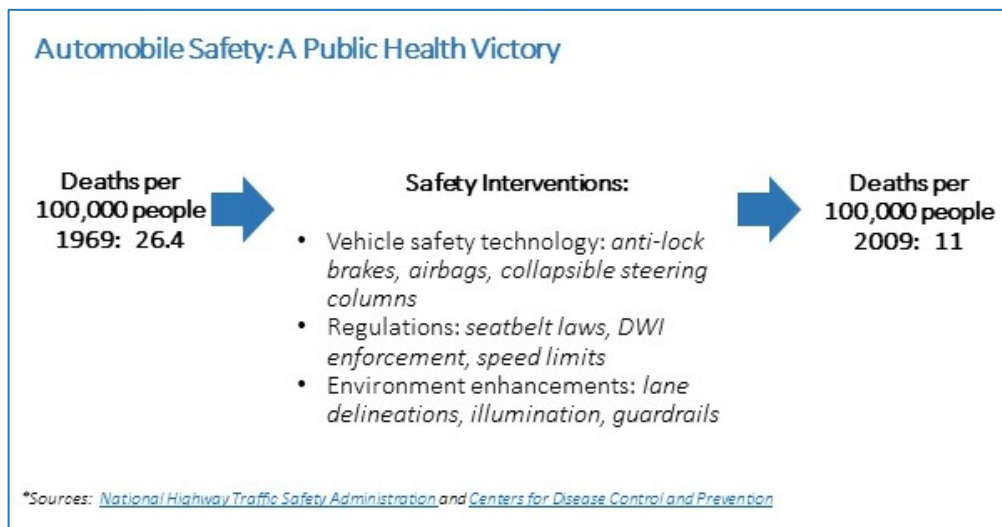 Automobile Safety: A Public Health Victory
Deaths per
100,000 people
1969: 26.4
Safety Interventions:
• Vehicle safety technology: anti-lock
brakes, airbags, collapsible steering
columns
• Regulations: seatbelt laws, DWI
enforcement, speed limits
• Environment enhancements: lane
delineations, illumination, guardrails
Deaths per
100,000 people
2009: 11
*Sources: National Highway Traffic Safety Administration and Centers for Disease Control and Prevention